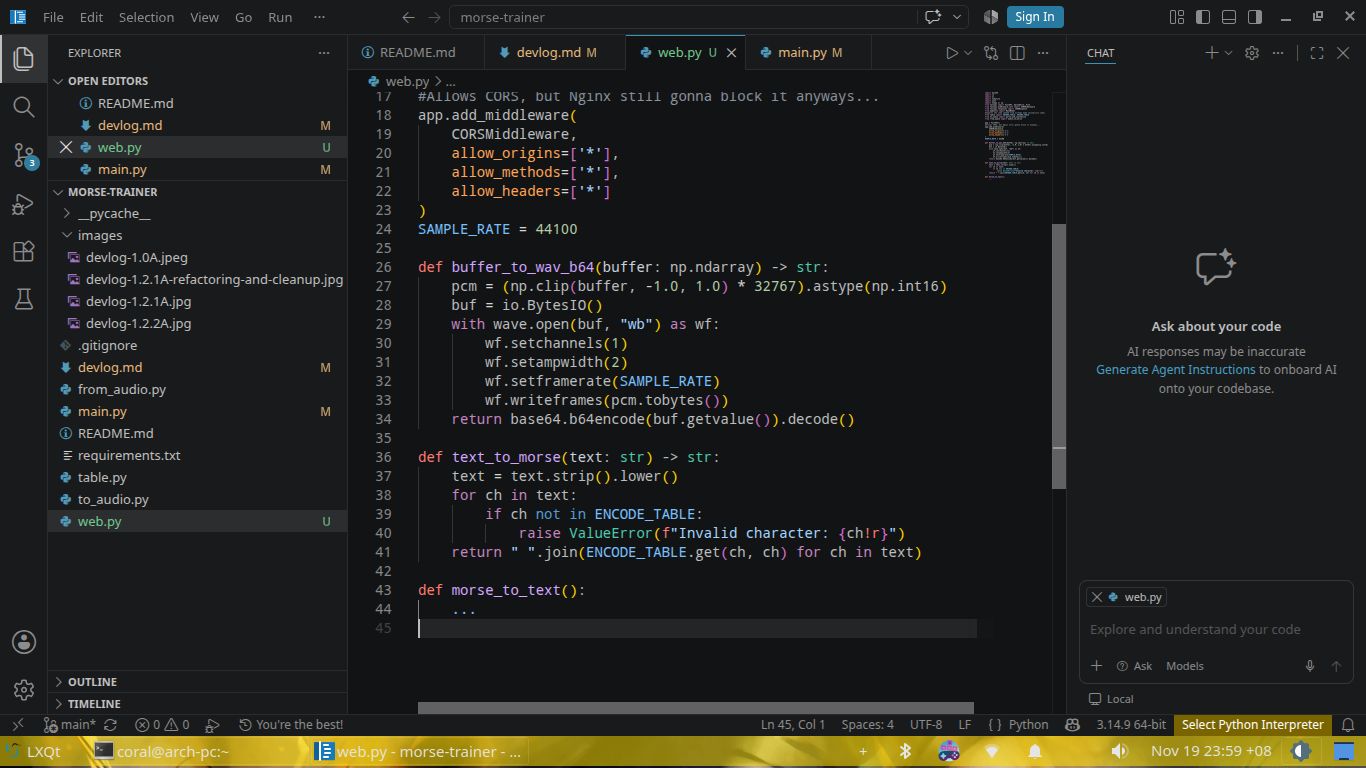 File Edit Selection View Go Run ··· morse-trainer Sign In
EXPLORER ···
OPEN EDITORS
README.md
devlog.md M
web.py U
main.py M
MORSE-TRAINER
__pycache__
images
devlog-1.0A.jpeg
devlog-1.2.1A-refactoring-and-cleanup.jpg
devlog-1.2.1A.jpg
devlog-1.2.2A.jpg
.gitignore
devlog.md M
from_audio.py
main.py M
README.md
requirements.txt
table.py
to_audio.py
web.py U
OUTLINE
TIMELINE
3
README.md devlog.md M web.py U main.py M ···
web.py > ...
17 #Allows CORS, but Nginx still gonna block it anyways...
18 app.add_middleware(
19     CORSMiddleware,
20     allow_origins=['*'],
21     allow_methods=['*'],
22     allow_headers=['*']
23 )
24 SAMPLE_RATE = 44100
25
26 def buffer_to_wav_b64(buffer: np.ndarray) -> str:
27     pcm = (np.clip(buffer, -1.0, 1.0) * 32767).astype(np.int16)
28     buf = io.BytesIO()
29     with wave.open(buf, "wb") as wf:
30         wf.setchannels(1)
31         wf.setampwidth(2)
32         wf.setframerate(SAMPLE_RATE)
33         wf.writeframes(pcm.tobytes())
34     return base64.b64encode(buf.getvalue()).decode()
35
36 def text_to_morse(text: str) -> str:
37     text = text.strip().lower()
38     for ch in text:
39         if ch not in ENCODE_TABLE:
40             raise ValueError(f"Invalid character: {ch!r}")
41     return " ".join(ENCODE_TABLE.get(ch, ch) for ch in text)
42
43 def morse_to_text():
44     ...
45
CHAT
Ask about your code
AI responses may be inaccurate
Generate Agent Instructions to onboard AI
onto your codebase.
web.py
Explore and understand your code
Ask Models
Local
main* 0 0 You're the best! Ln 45, Col 1 Spaces: 4 UTF-8 LF { } Python 3.14.9 64-bit Select Python Interpreter
LXQt coral@arch-pc:~ web.py - morse-trainer - ... + Nov 19 23:59 +08